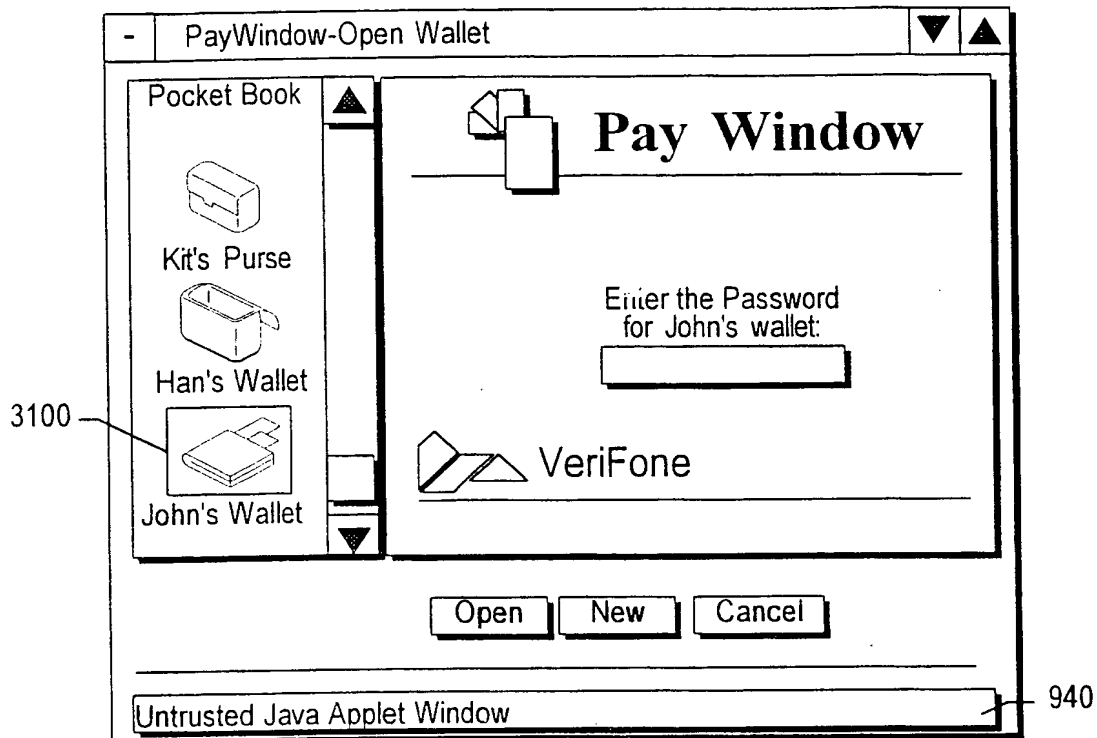 - PayWindow-Open Wallet
Pocket Book
Kit's Purse
Han's Wallet
3100
John's Wallet
Pay Window
Enter the Password
for John's wallet:
VeriFone
Open New Cancel
Untrusted Java Applet Window
940